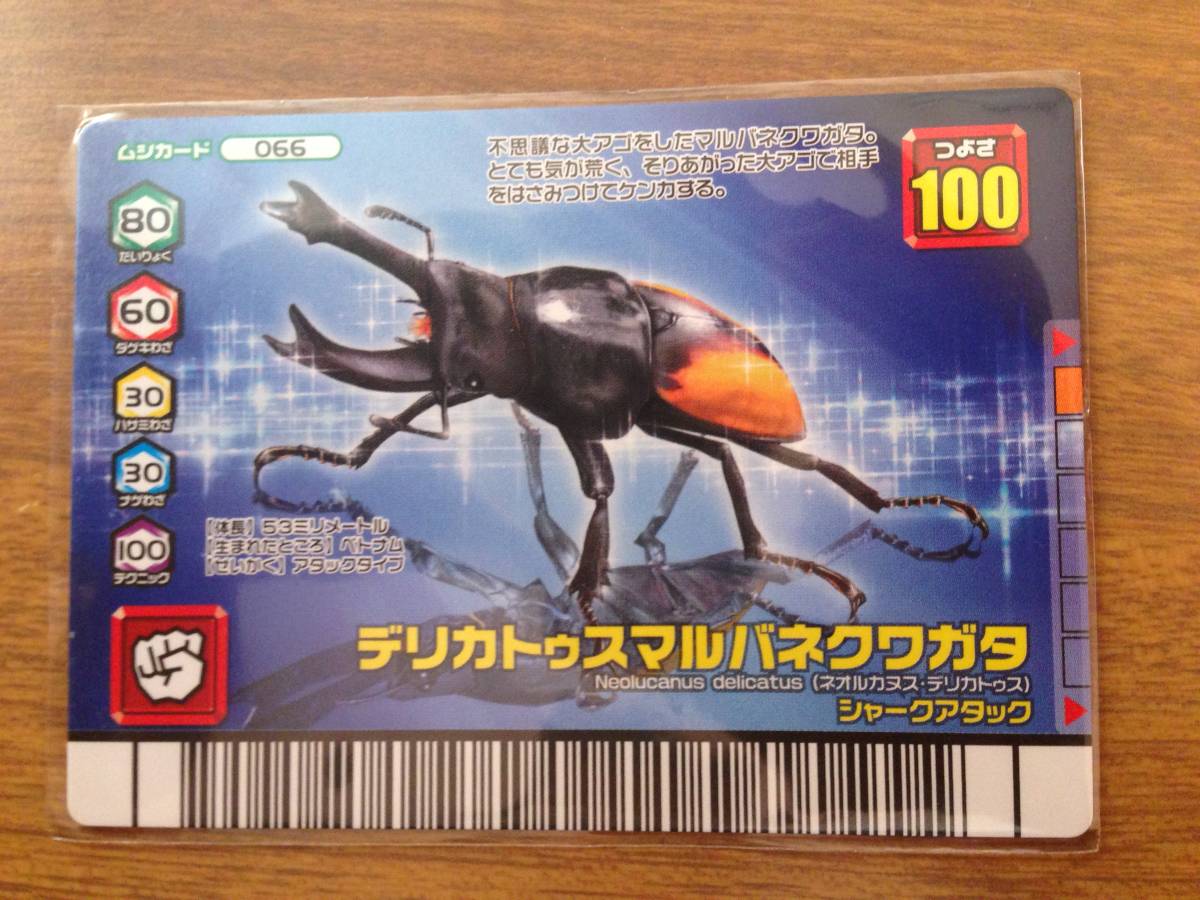 ムシカード 066
不思議な大アゴをしたマルバネクワガタ。
とても気が荒く、そりあがった大アゴで相手
をはさみつけてケンカする。
つよさ
100
80
たいりょく
60
ダゲキわざ
30
ハサミわざ
30
ナゲわざ
100
テクニック
【体長】 53ミリメートル
【生まれたところ】 ベトナム
【せいかく】 アタックタイプ
デリカトゥスマルバネクワガタ
Neolucanus delicatus (ネオルカヌス・デリカトゥス)
シャークアタック